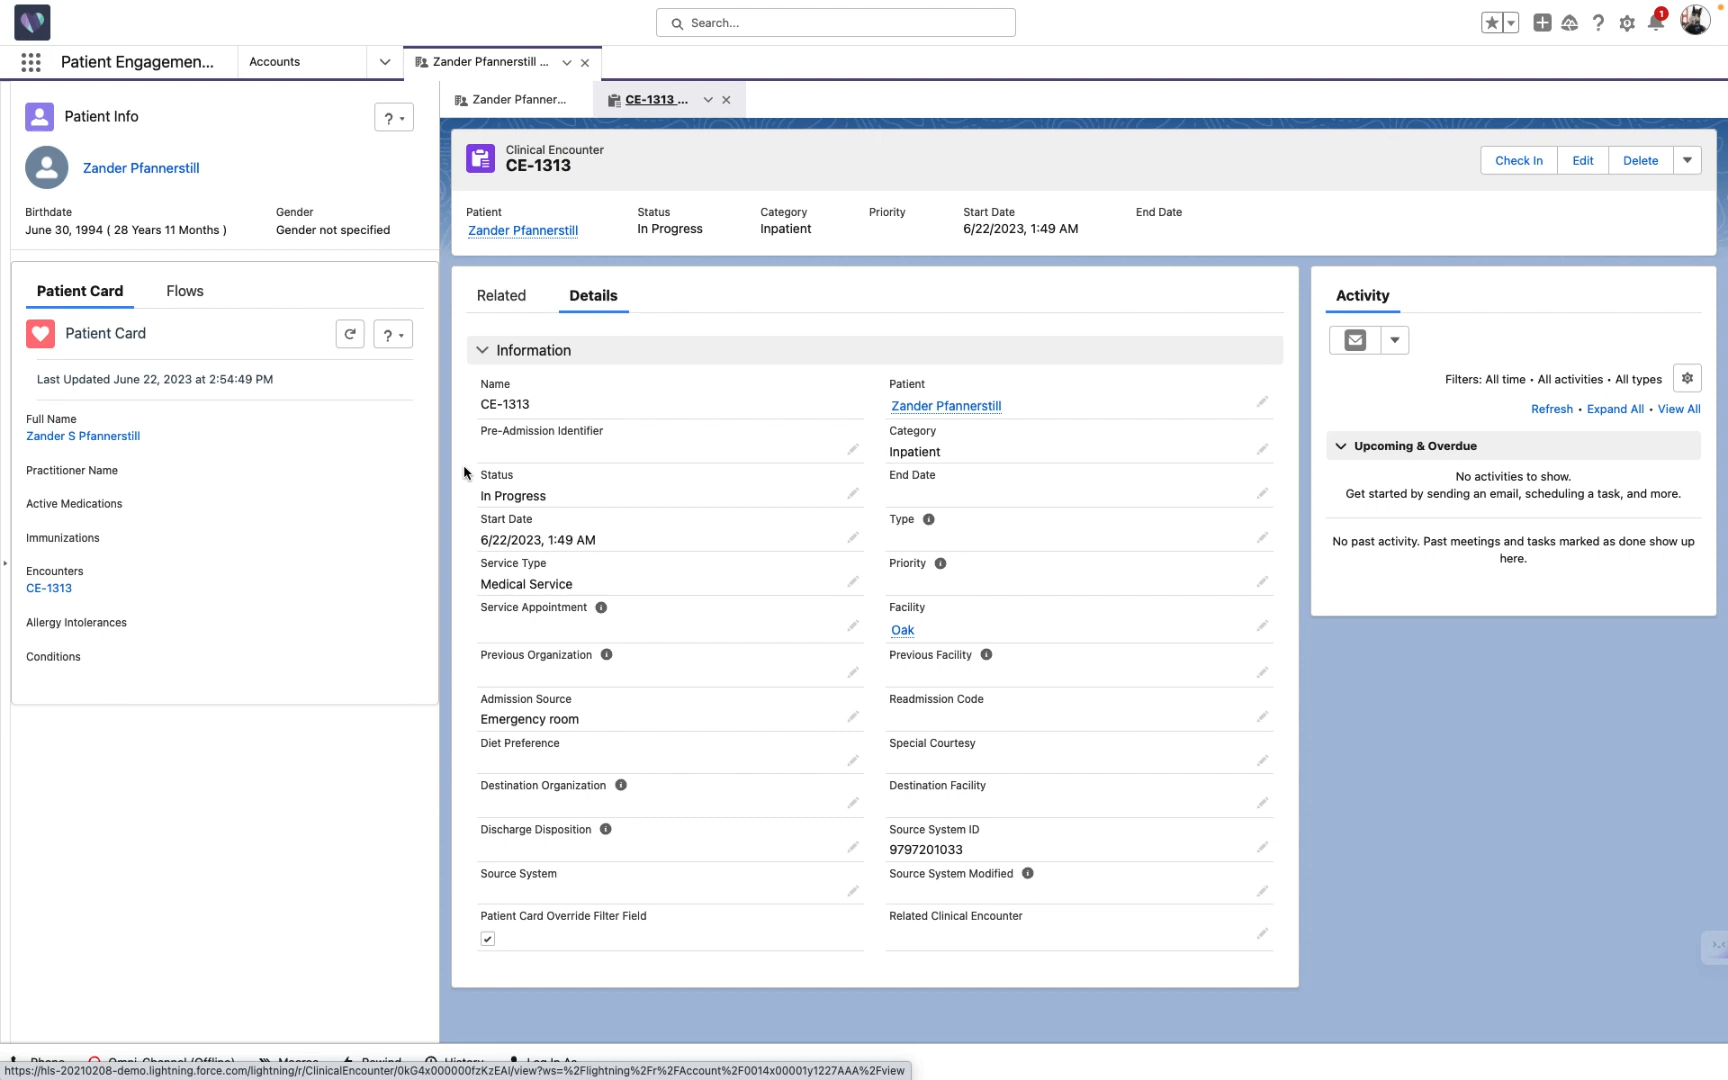 Search...
1
Patient Engagemen...
Accounts
Zander Pfannerstill ...
Patient Info
? 
Zander Pfannerstill
Birthdate
June 30, 1994 ( 28 Years 11 Months )
Gender
Gender not specified
Patient Card
Flows
Patient Card
?
Last Updated June 22, 2023 at 2:54:49 PM
Full Name
Zander S Pfannerstill
Practitioner Name
Active Medications
Immunizations
Encounters
CE-1313
Allergy Intolerances
Conditions
Zander Pfanner...
CE-1313 ...
Clinical Encounter
CE-1313
Check In
Edit
Delete
Patient
Zander Pfannerstill
Status
In Progress
Category
Inpatient
Priority
Start Date
6/22/2023, 1:49 AM
End Date
Related
Details
Information
Name
CE-1313
Patient
Zander Pfannerstill
Pre-Admission Identifier
Category
Inpatient
Status
In Progress
End Date
Start Date
6/22/2023, 1:49 AM
Type
Service Type
Medical Service
Priority
Service Appointment
Facility
Oak
Previous Organization
Previous Facility
Admission Source
Emergency room
Readmission Code
Diet Preference
Special Courtesy
Destination Organization
Destination Facility
Discharge Disposition
Source System ID
9797201033
Source System
Source System Modified
Patient Card Override Filter Field
Related Clinical Encounter
Activity
Filters: All time • All activities • All types
Refresh • Expand All • View All
Upcoming & Overdue
No activities to show.
Get started by sending an email, scheduling a task, and more.
No past activity. Past meetings and tasks marked as done show up
here.
Phone
Omni-Channel (Offline)
Macros
Rewind
History
Log In As
https://hls-20210208-demo.lightning.force.com/lightning/r/ClinicalEncounter/0kG4x000000fzKzEAI/view?ws=%2Flightning%2Fr%2FAccount%2F0014x00001y1227AAA%2Fview